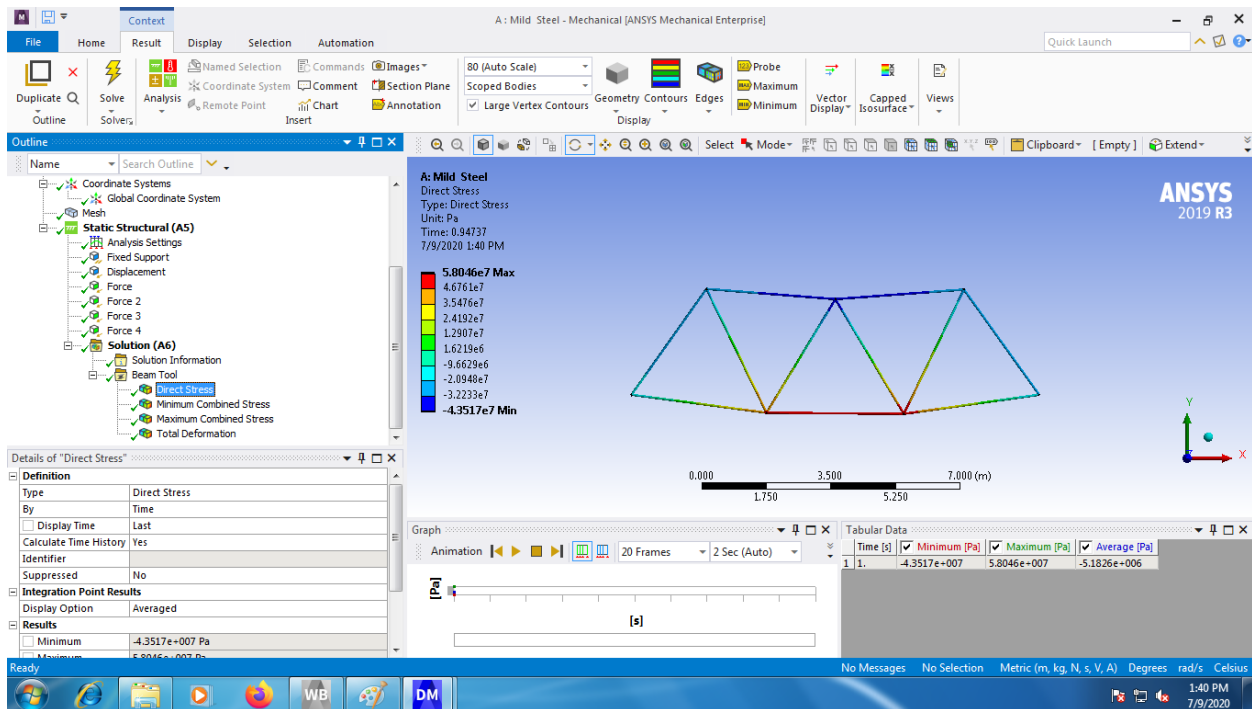 M
Context
A : Mild Steel - Mechanical [ANSYS Mechanical Enterprise]
File Home Result Display Selection Automation
Quick Launch
Duplicate Q
Outline
Solve
Solver
Analysis
Named Selection
Coordinate System
Remote Point
Commands
Comment
Chart
Images
Section Plane
Annotation
Insert
80 (Auto Scale)
Scoped Bodies
Large Vertex Contours
Geometry Contours Edges
Display
Probe
Maximum
Minimum
Vector Display
Capped Isosurface
Views
Outline
Name Search Outline
Select Mode Clipboard [ Empty ] Extend
Coordinate Systems
Global Coordinate System
Mesh
Static Structural (A5)
Analysis Settings
Fixed Support
Displacement
Force
Force 2
Force 3
Force 4
Solution (A6)
Solution Information
Beam Tool
Direct Stress
Minimum Combined Stress
Maximum Combined Stress
Total Deformation
A: Mild Steel
Direct Stress
Type: Direct Stress
Unit: Pa
Time: 0.94737
7/9/2020 1:40 PM
5.8046e7 Max
4.6761e7
3.5476e7
2.4192e7
1.2907e7
1.6219e6
-9.6629e6
-2.0948e7
-3.2233e7
-4.3517e7 Min
ANSYS
2019 R3
Y
X
0.000 3.500 7.000 (m)
1.750 5.250
Details of "Direct Stress"
Definition
Type Direct Stress
By Time
Display Time Last
Calculate Time History Yes
Identifier
Suppressed No
Integration Point Results
Display Option Averaged
Results
Minimum -4.3517e+007 Pa
Maximum 5.8046e+007 Pa
Graph
Animation 20 Frames 2 Sec (Auto)
[Pa]
[s]
Tabular Data
Time [s] Minimum [Pa] Maximum [Pa] Average [Pa]
1 1. -4.3517e+007 5.8046e+007 -5.1826e+006
Ready
No Messages No Selection Metric (m, kg, N, s, V, A) Degrees rad/s Celsius
WB
DM
1:40 PM
7/9/2020